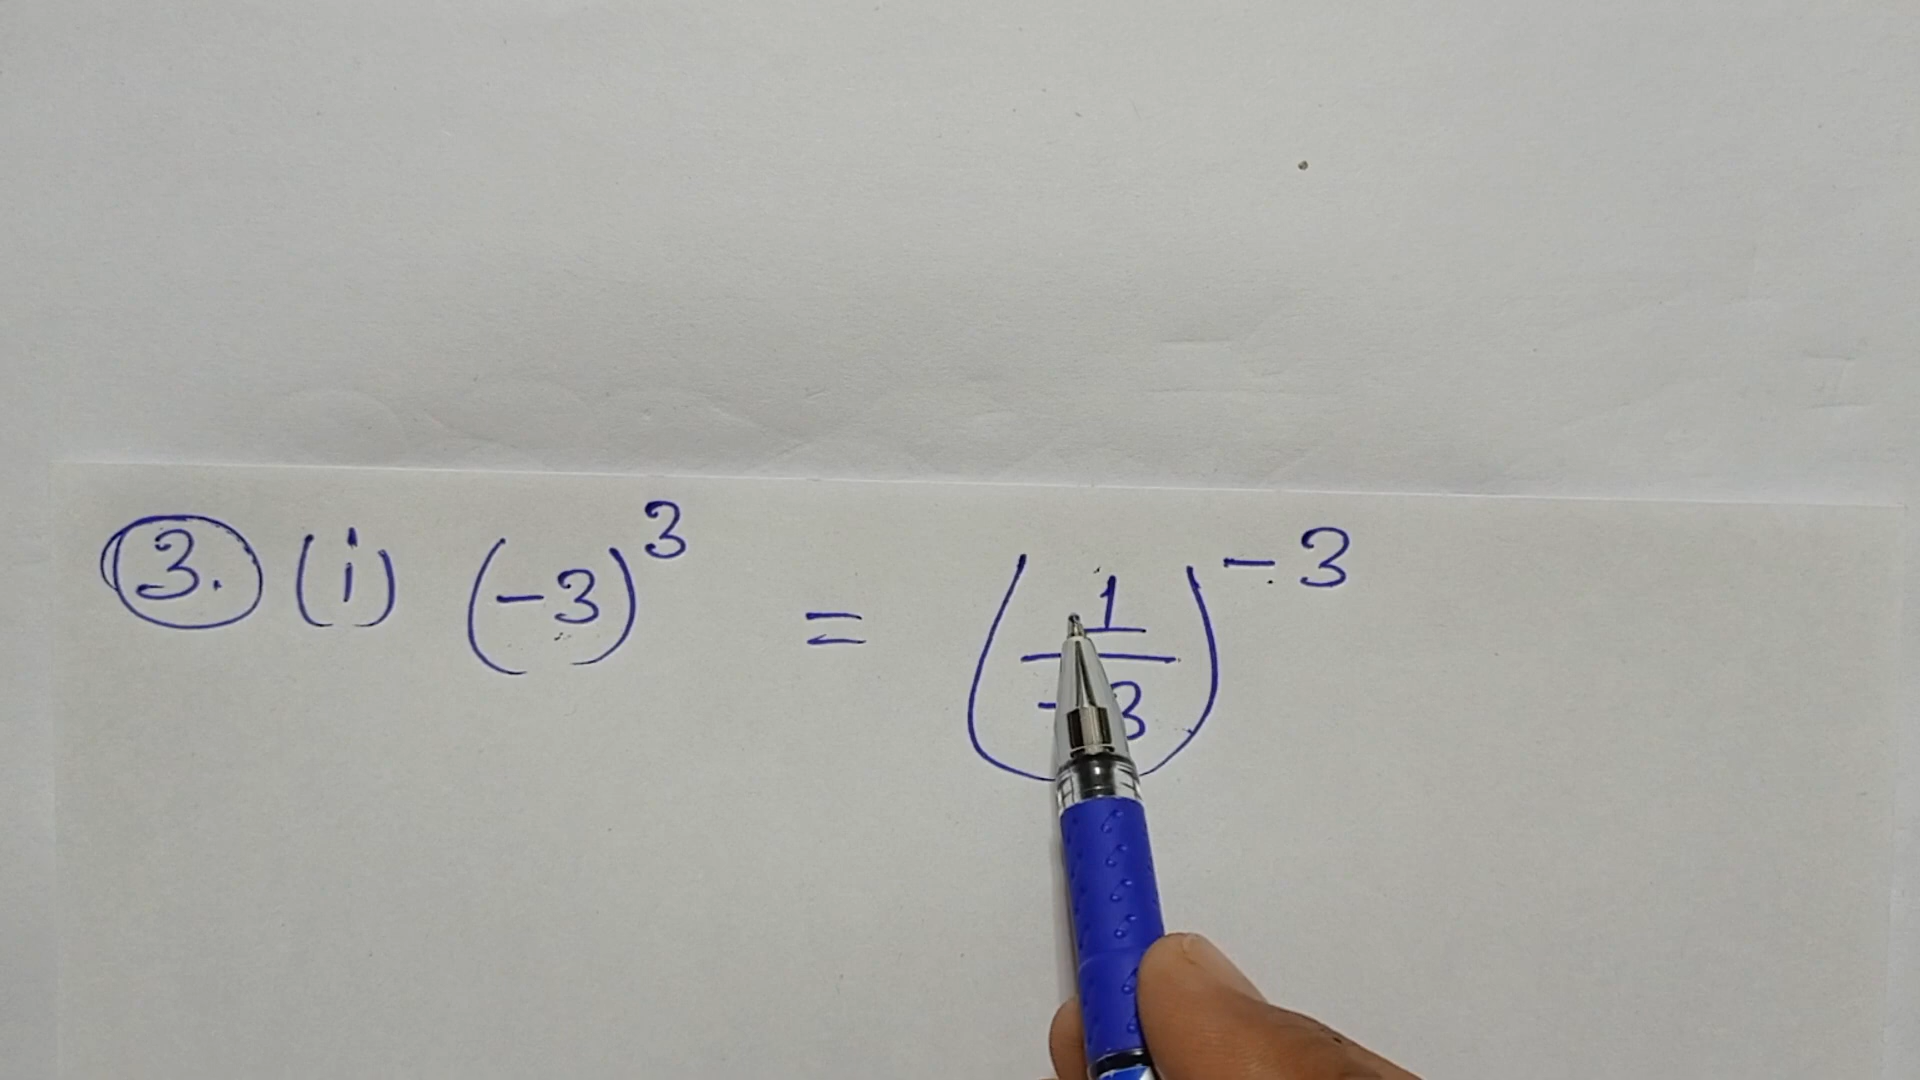 3. (i) (-3)^3 = (1/-3)^-3